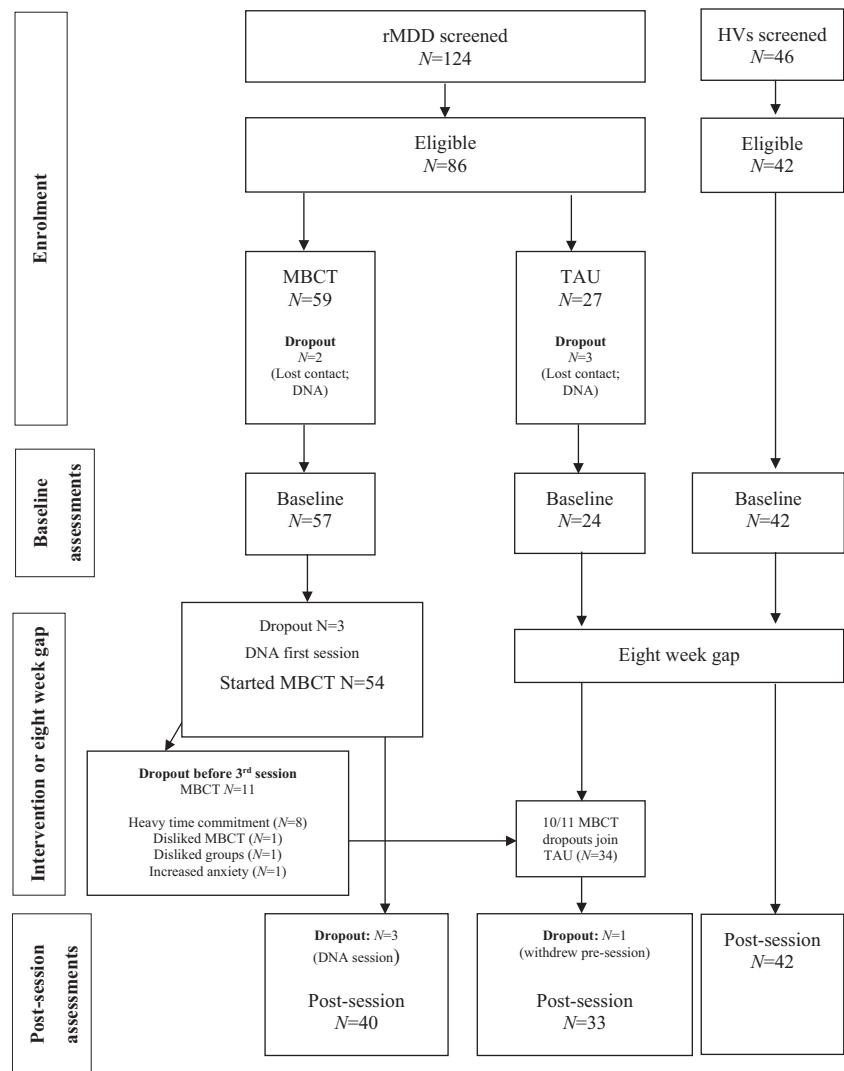 rMDD screened
N=124
HVs screened
N=46
Enrolment
Eligible
N=86
Eligible
N=42
MBCT
N=59
Dropout
N=2
(Lost contact;
DNA)
TAU
N=27
Dropout
N=3
(Lost contact;
DNA)
Baseline
assessments
Baseline
N=57
Baseline
N=24
Baseline
N=42
Intervention or eight week gap
Dropout N=3
DNA first session
Started MBCT N=54
Eight week gap
Dropout before 3rd session
MBCT N=11
Heavy time commitment (N=8)
Disliked MBCT (N=1)
Disliked groups (N=1)
Increased anxiety (N=1)
10/11 MBCT
dropouts join
TAU (N=34)
Post-session
assessments
Dropout: N=3
(DNA session)
Post-session
N=40
Dropout: N=1
(withdrew pre-session)
Post-session
N=33
Post-session
N=42